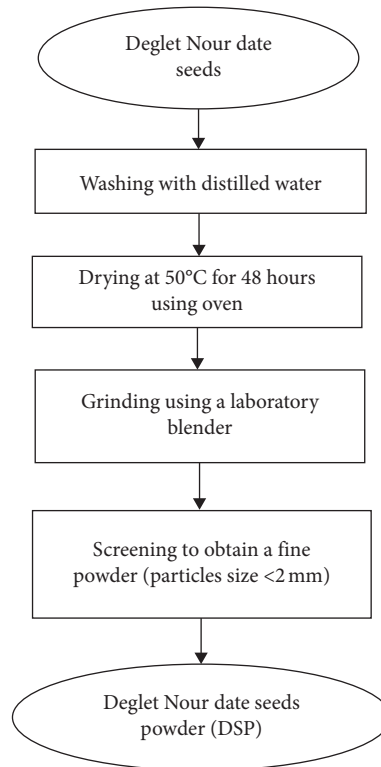 Deglet Nour date
seeds
Washing with distilled water
Drying at 50°C for 48 hours
using oven
Grinding using a laboratory
blender
Screening to obtain a fine
powder (particles size <2 mm)
Deglet Nour date seeds
powder (DSP)